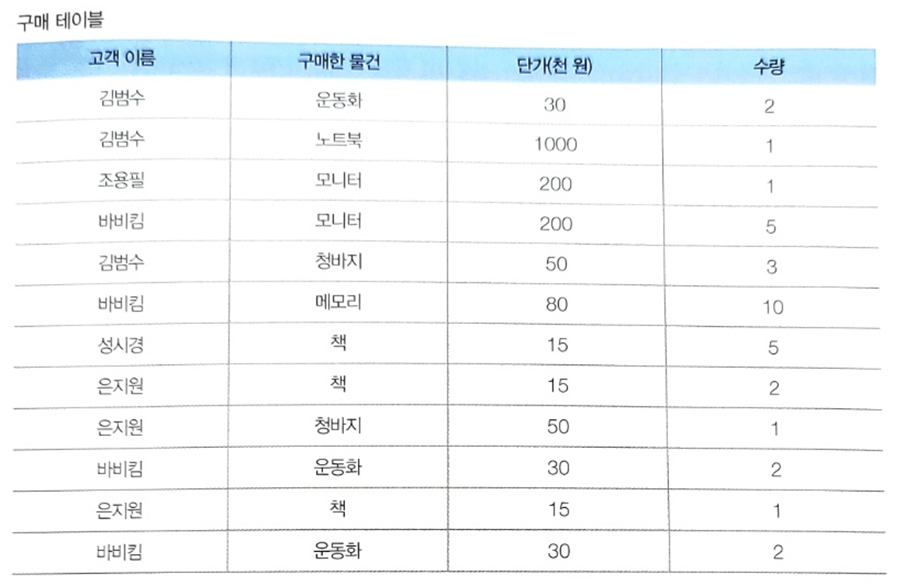 구매 테이블
고객 이름 구매한 물건 단가(천 원) 수량
김범수 운동화 30 2
김범수 노트북 1000 1
조용필 모니터 200 1
바비킴 모니터 200 5
김범수 청바지 50 3
바비킴 메모리 80 10
성시경 책 15 5
은지원 책 15 2
은지원 청바지 50 1
바비킴 운동화 30 2
은지원 책 15 1
바비킴 운동화 30 2